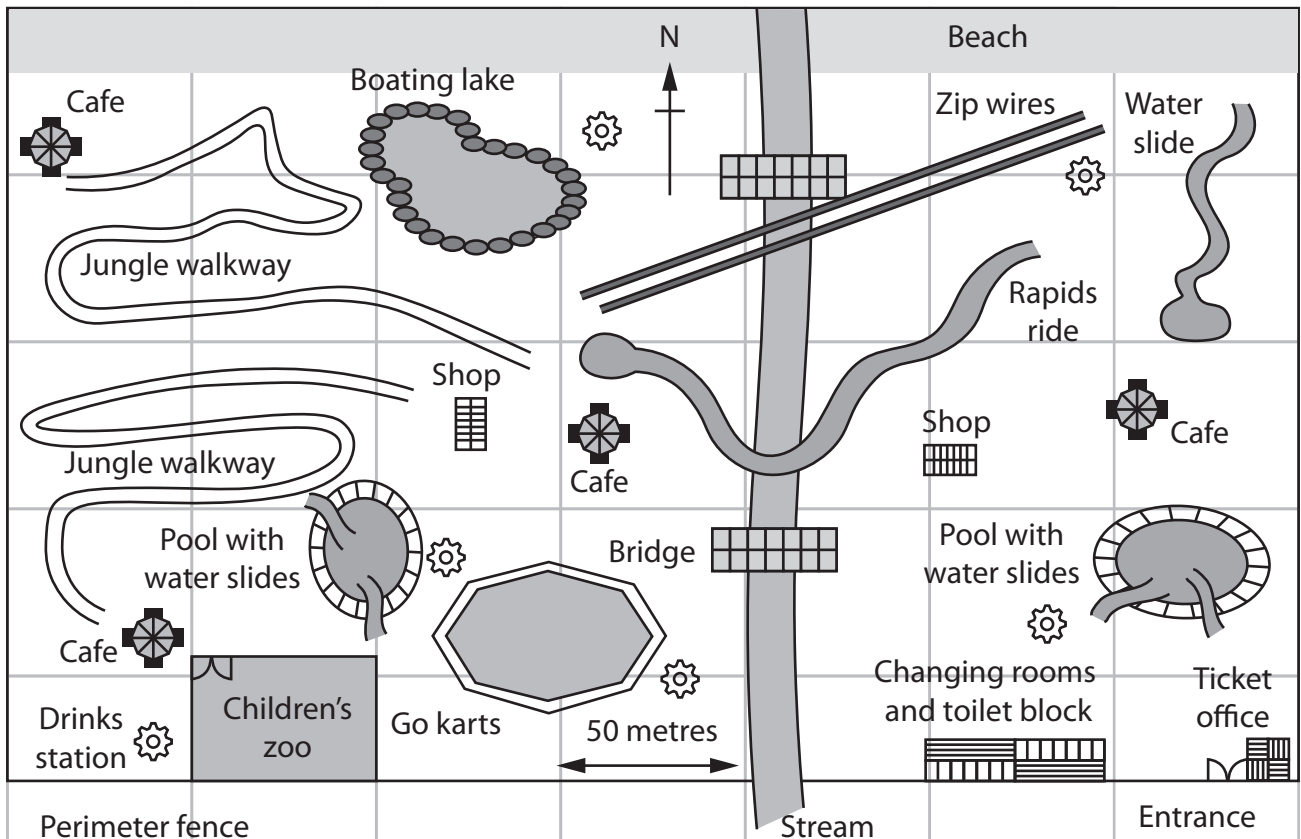 N
Beach
Boating lake
Cafe
Zip wires
Water
slide
Jungle walkway
Rapids
ride
Shop
Shop
Cafe
Jungle walkway
Cafe
Pool with
water slides
Bridge
Pool with
water slides
Cafe
Changing rooms
and toilet block
Ticket
office
Drinks
station
Children's
zoo
Go karts
50 metres
Perimeter fence
Stream
Entrance